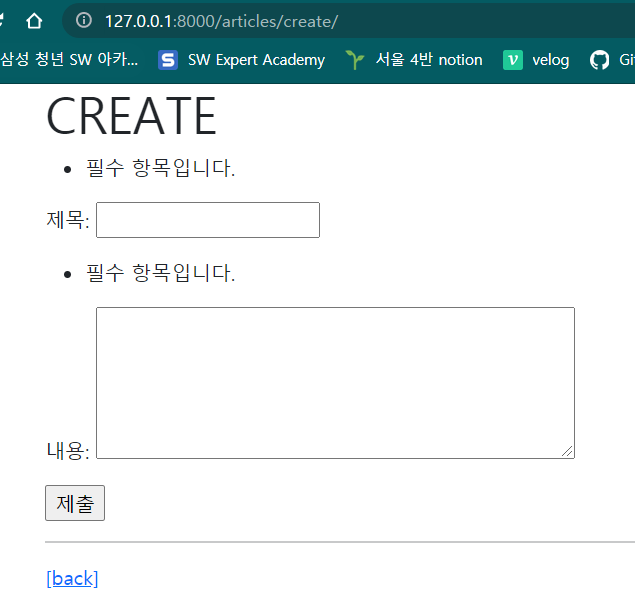 127.0.0.1:8000/articles/create/
삼성 청년 SW 아카... S SW Expert Academy 서울 4반 notion v velog Gi
CREATE
• 필수 항목입니다.
제목:
• 필수 항목입니다.
내용:
제출
[back]